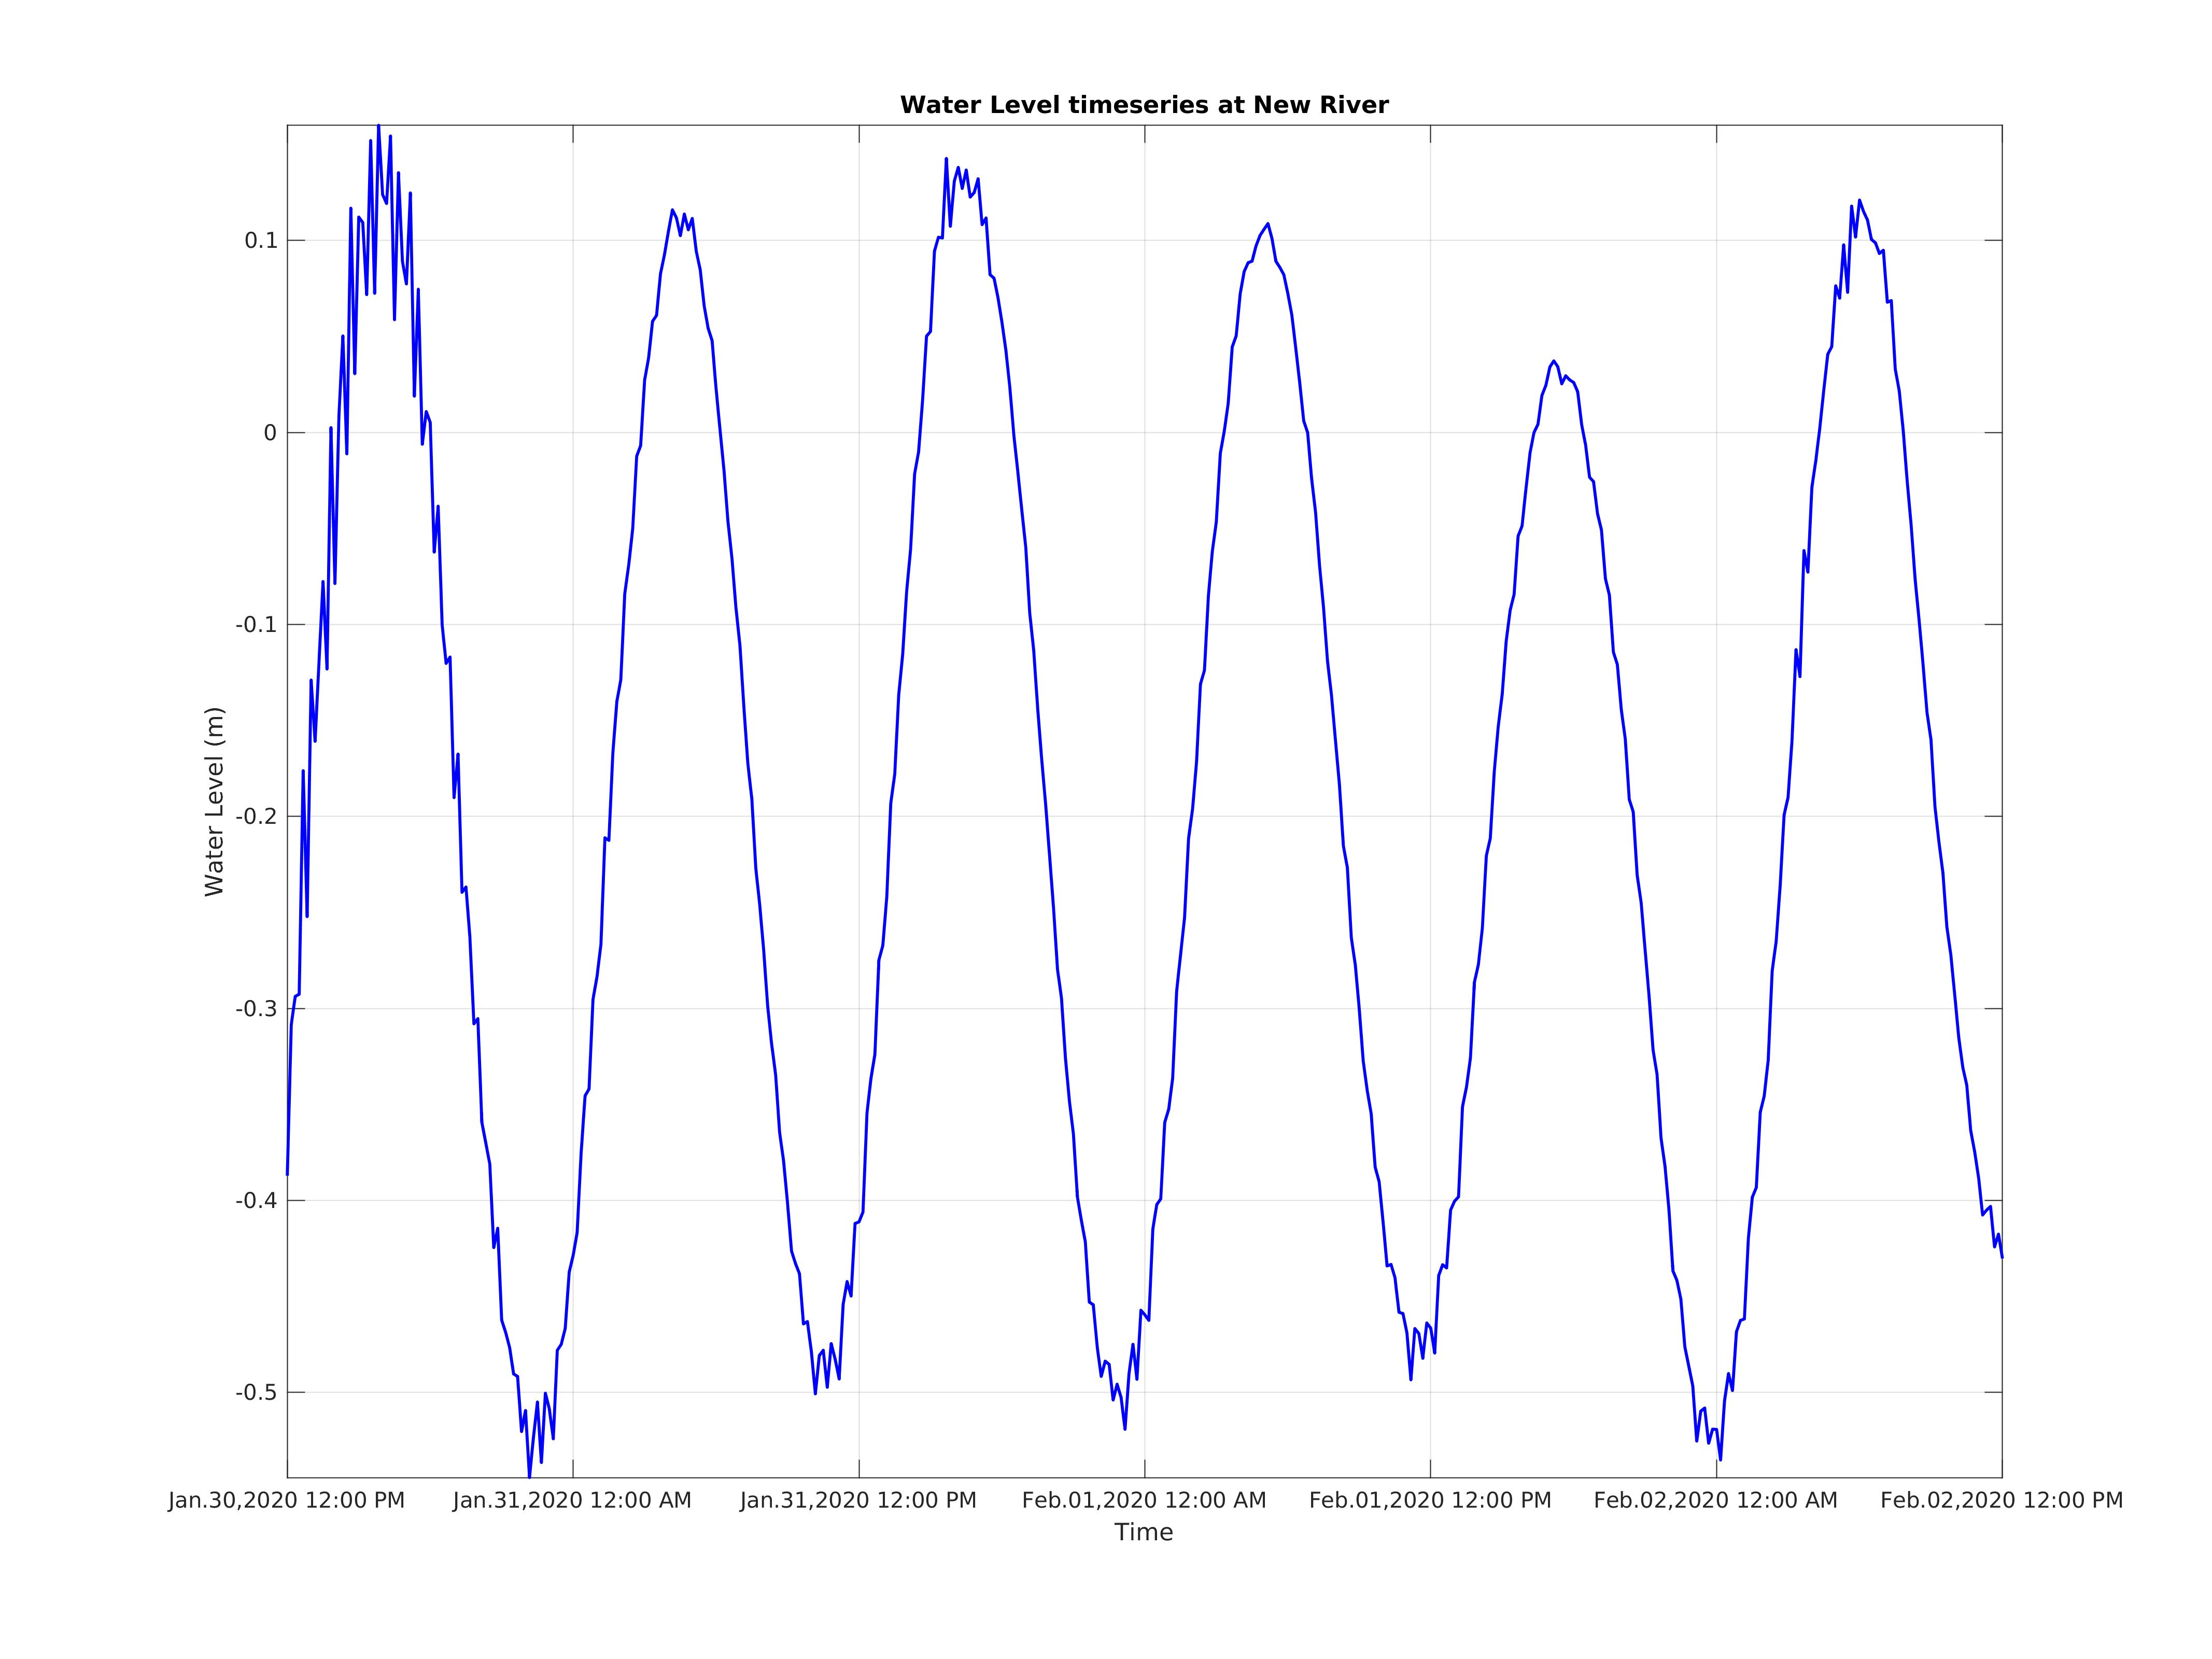 Water Level timeseries at New River
Water Level (m)
0.1
0
-0.1
-0.2
-0.3
-0.4
-0.5
Jan.30,2020 12:00 PM
Jan.31,2020 12:00 AM
Jan.31,2020 12:00 PM
Feb.01,2020 12:00 AM
Feb.01,2020 12:00 PM
Feb.02,2020 12:00 AM
Feb.02,2020 12:00 PM
Time